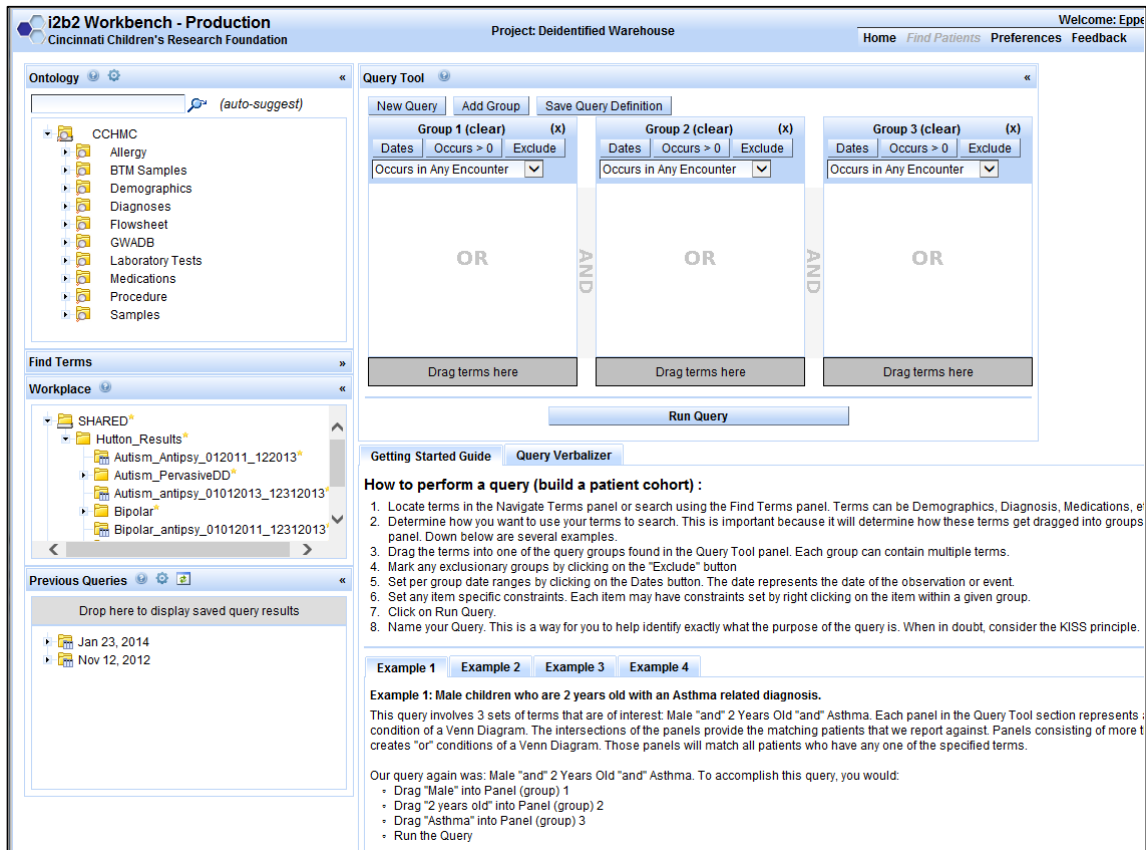 i2b2 Workbench - Production
Cincinnati Children's Research Foundation
Project: Deidentified Warehouse
Welcome: Eppe
Home Find Patients Preferences Feedback
Ontology «
(auto-suggest)
CCHMC
Allergy
BTM Samples
Demographics
Diagnoses
Flowsheet
GWADB
Laboratory Tests
Medications
Procedure
Samples
Find Terms »
Workplace «
SHARED*
Hutton_Results*
Autism_Antipsy_012011_122013*
Autism_PervasiveDD*
Autism_antipsy_01012013_12312013*
Bipolar*
Bipolar_antipsy_01012011_12312013*
Previous Queries «
Drop here to display saved query results
Jan 23, 2014
Nov 12, 2012
Query Tool «
New Query Add Group Save Query Definition
Group 1 (clear) (x) Group 2 (clear) (x) Group 3 (clear) (x)
Dates Occurs > 0 Exclude Dates Occurs > 0 Exclude Dates Occurs > 0 Exclude
Occurs in Any Encounter Occurs in Any Encounter Occurs in Any Encounter
OR AND OR AND OR
Drag terms here Drag terms here Drag terms here
Run Query
Getting Started Guide Query Verbalizer
How to perform a query (build a patient cohort) :
1. Locate terms in the Navigate Terms panel or search using the Find Terms panel. Terms can be Demographics, Diagnosis, Medications, e
2. Determine how you want to use your terms to search. This is important because it will determine how these terms get dragged into groups
panel. Down below are several examples.
3. Drag the terms into one of the query groups found in the Query Tool panel. Each group can contain multiple terms.
4. Mark any exclusionary groups by clicking on the "Exclude" button
5. Set per group date ranges by clicking on the Dates button. The date represents the date of the observation or event.
6. Set any item specific constraints. Each item may have constraints set by right clicking on the item within a given group.
7. Click on Run Query.
8. Name your Query. This is a way for you to help identify exactly what the purpose of the query is. When in doubt, consider the KISS principle.
Example 1 Example 2 Example 3 Example 4
Example 1: Male children who are 2 years old with an Asthma related diagnosis.
This query involves 3 sets of terms that are of interest: Male "and" 2 Years Old "and" Asthma. Each panel in the Query Tool section represents
condition of a Venn Diagram. The intersections of the panels provide the matching patients that we report against. Panels consisting of more t
creates "or" conditions of a Venn Diagram. Those panels will match all patients who have any one of the specified terms.
Our query again was: Male "and" 2 Years Old "and" Asthma. To accomplish this query, you would:
◦ Drag "Male" into Panel (group) 1
◦ Drag "2 years old" into Panel (group) 2
◦ Drag "Asthma" into Panel (group) 3
◦ Run the Query